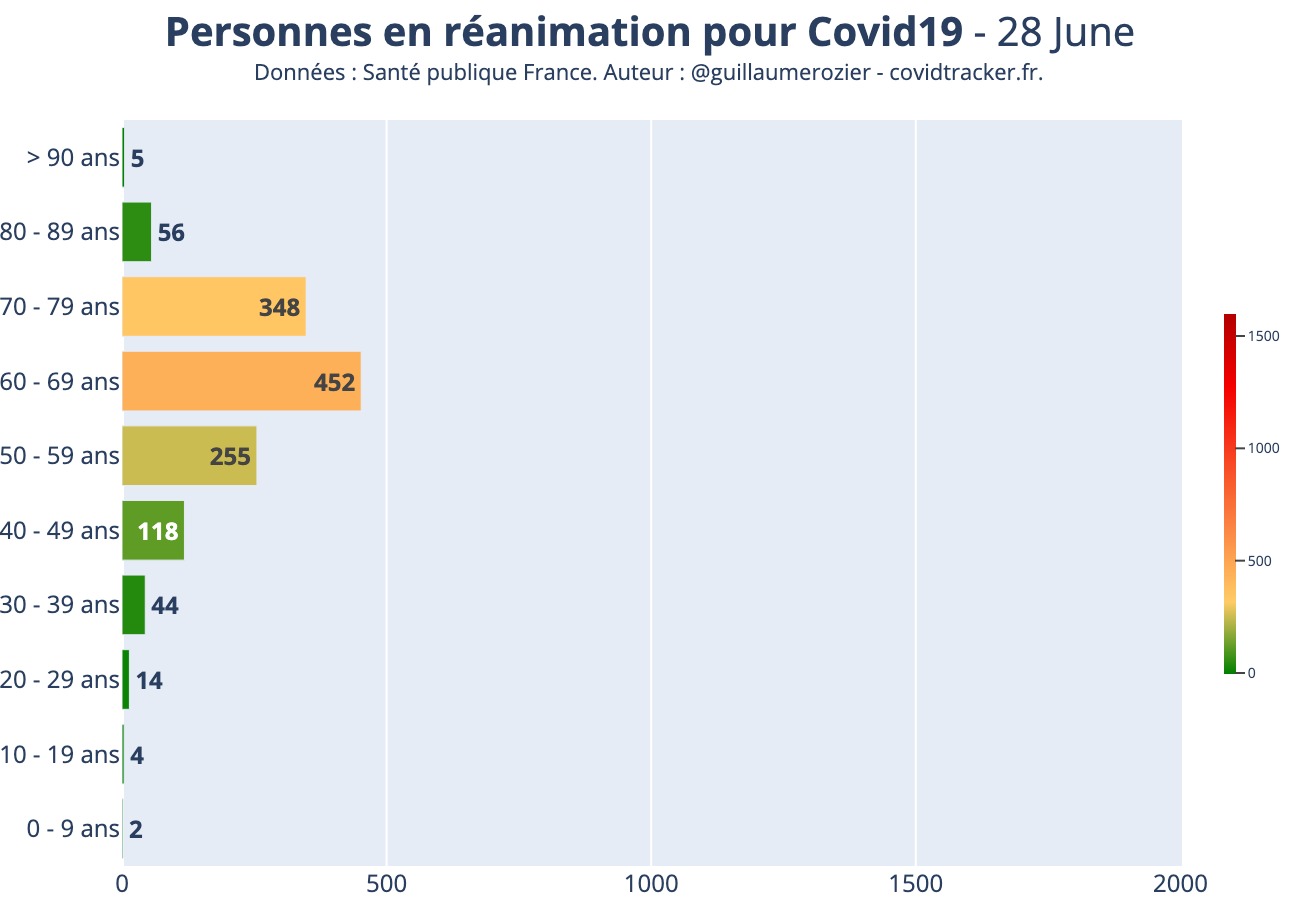 Personnes en réanimation pour Covid19 - 28 June
Données : Santé publique France. Auteur : @guillaumerozier - covidtracker.fr.
> 90 ans 5
80 - 89 ans 56
70 - 79 ans 348
60 - 69 ans 452
50 - 59 ans 255
40 - 49 ans 118
30 - 39 ans 44
20 - 29 ans 14
10 - 19 ans 4
0 - 9 ans 2
0 500 1000 1500 2000
1500
1000
500
0